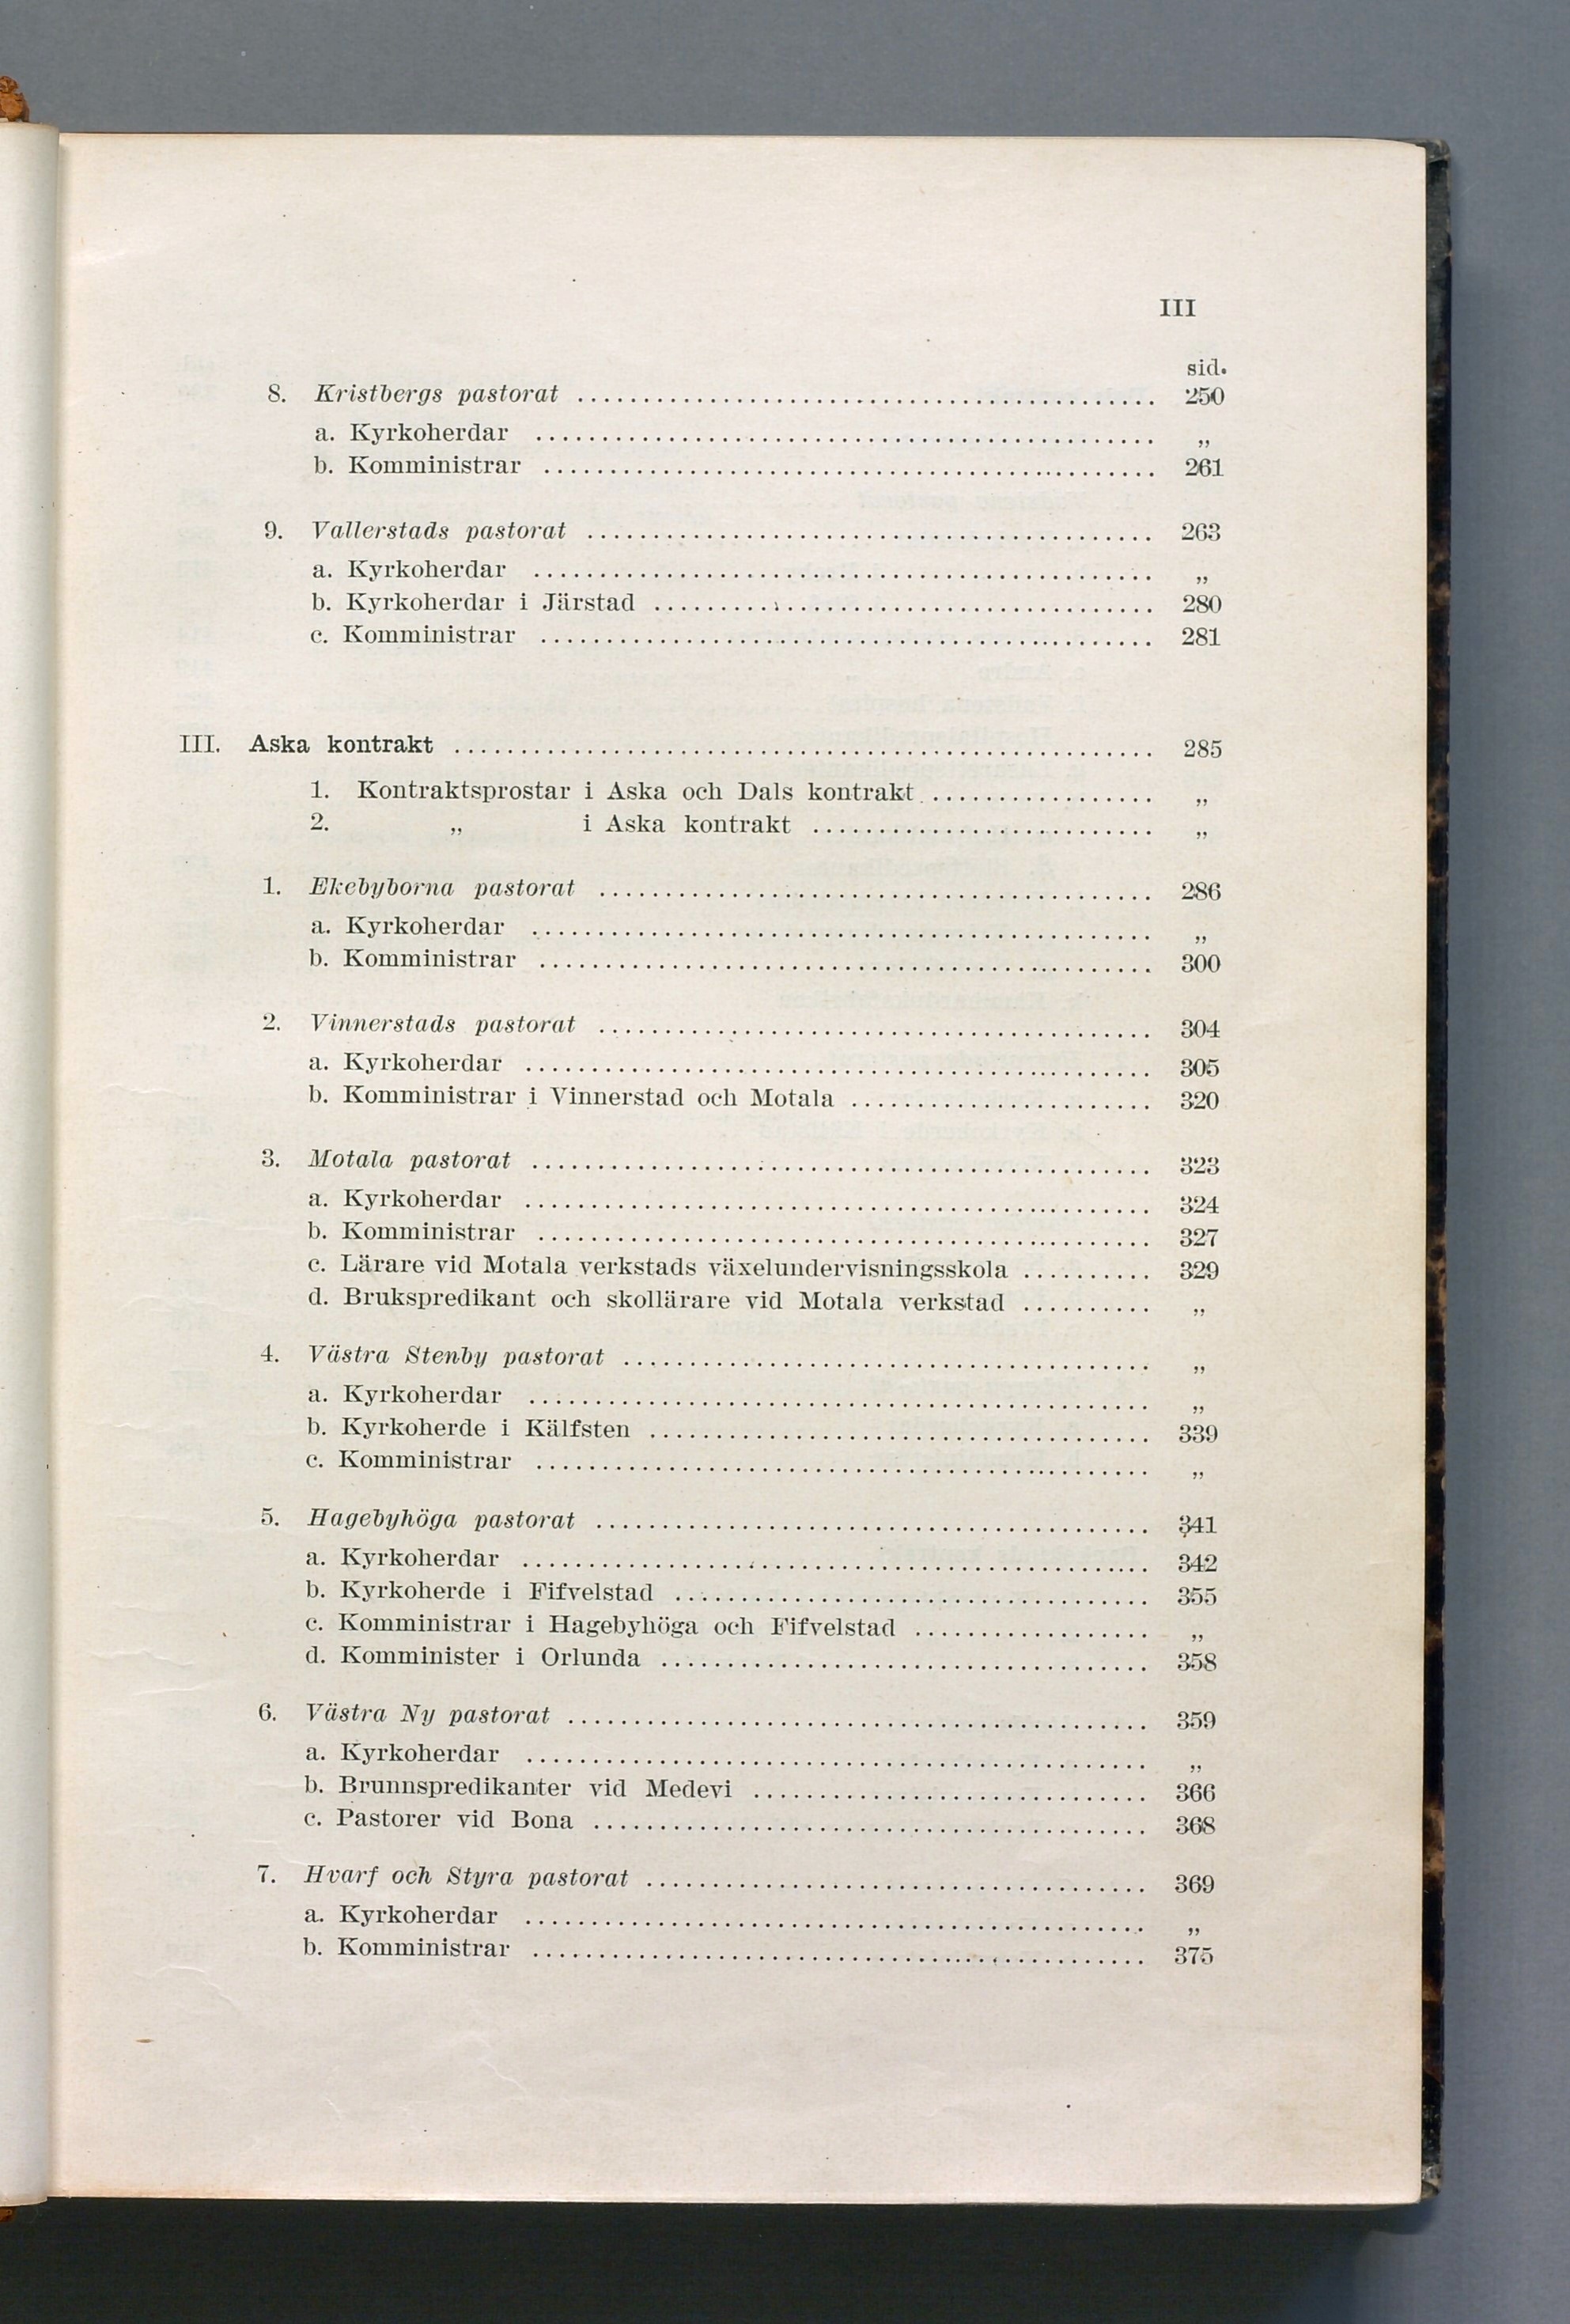 III
sid.
8. Kristbergs pastorat ........................................ 250
a. Kyrkoherdar ........................................ „
b. Komministrar ........................................ 261
9. Vallerstads pastorat ........................................ 263
a. Kyrkoherdar ........................................ „
b. Kyrkoherdar i Järstad ........................................ 280
c. Komministrar ........................................ 281
III. Aska kontrakt ........................................ 285
1. Kontraktsprostar i Aska och Dals kontrakt .................. „
2. „ i Aska kontrakt .......................... „
1. Ekebyborna pastorat ........................................ 286
a. Kyrkoherdar ........................................ „
b. Komministrar ........................................ 300
2. Vinnerstads pastorat ........................................ 304
a. Kyrkoherdar ........................................ 305
b. Komministrar i Vinnerstad och Motala ....................... 320
3. Motala pastorat ........................................ 323
a. Kyrkoherdar ........................................ 324
b. Komministrar ........................................ 327
c. Lärare vid Motala verkstads växelundervisningsskola .......... 329
d. Brukspredikant och skollärare vid Motala verkstad .......... „
4. Västra Stenby pastorat ........................................ „
a. Kyrkoherdar ........................................ „
b. Kyrkoherde i Kälfsten ...................................... 339
c. Komministrar ........................................ „
5. Hagebyhöga pastorat ........................................ 341
a. Kyrkoherdar ........................................ 342
b. Kyrkoherde i Fifvelstad .................................... 355
c. Komministrar i Hagebyhöga och Fifvelstad .................. „
d. Komminister i Orlunda ..................................... 358
6. Västra Ny pastorat ........................................ 359
a. Kyrkoherdar ........................................ „
b. Brunnspredikanter vid Medevi .............................. 366
c. Pastorer vid Bona ........................................ 368
7. Hvarf och Styra pastorat ...................................... 369
a. Kyrkoherdar ........................................ „
b. Komministrar ........................................ 375